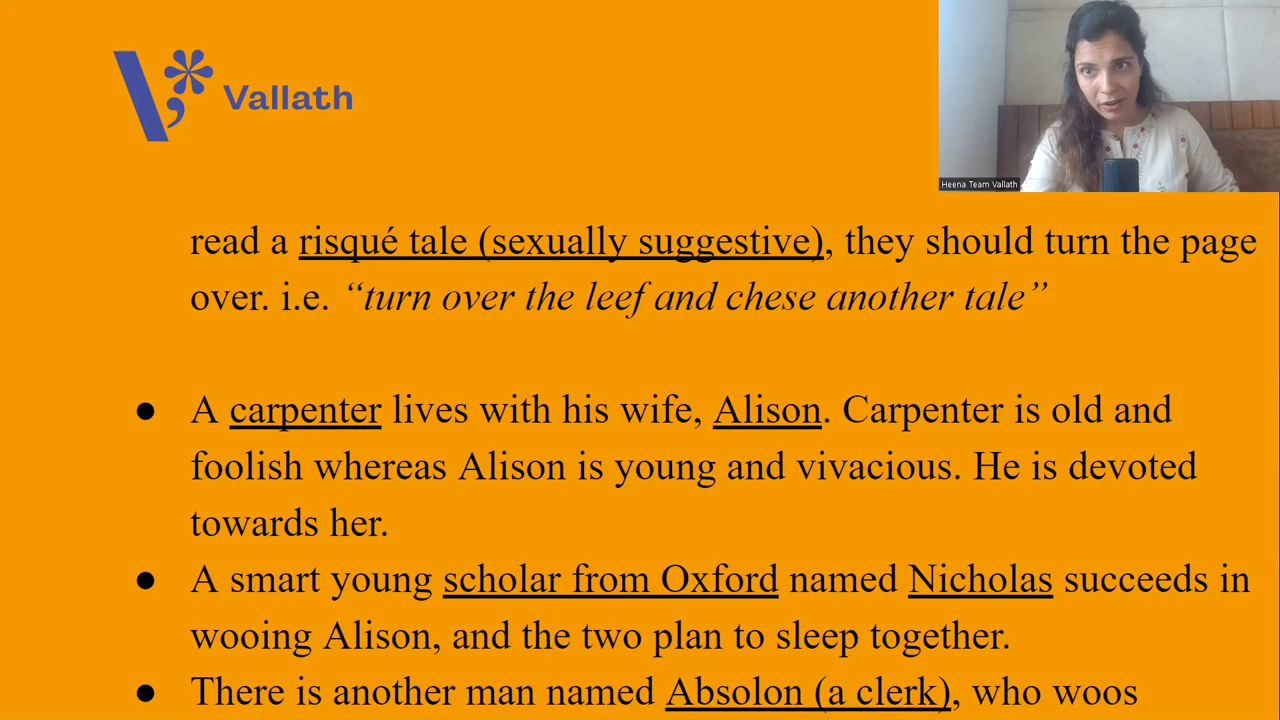 Vallath
Heena Team Vallath
read a risqué tale (sexually suggestive), they should turn the page
over. i.e. “turn over the leef and chese another tale”
● A carpenter lives with his wife, Alison. Carpenter is old and
foolish whereas Alison is young and vivacious. He is devoted
towards her.
● A smart young scholar from Oxford named Nicholas succeeds in
wooing Alison, and the two plan to sleep together.
● There is another man named Absolon (a clerk), who woos